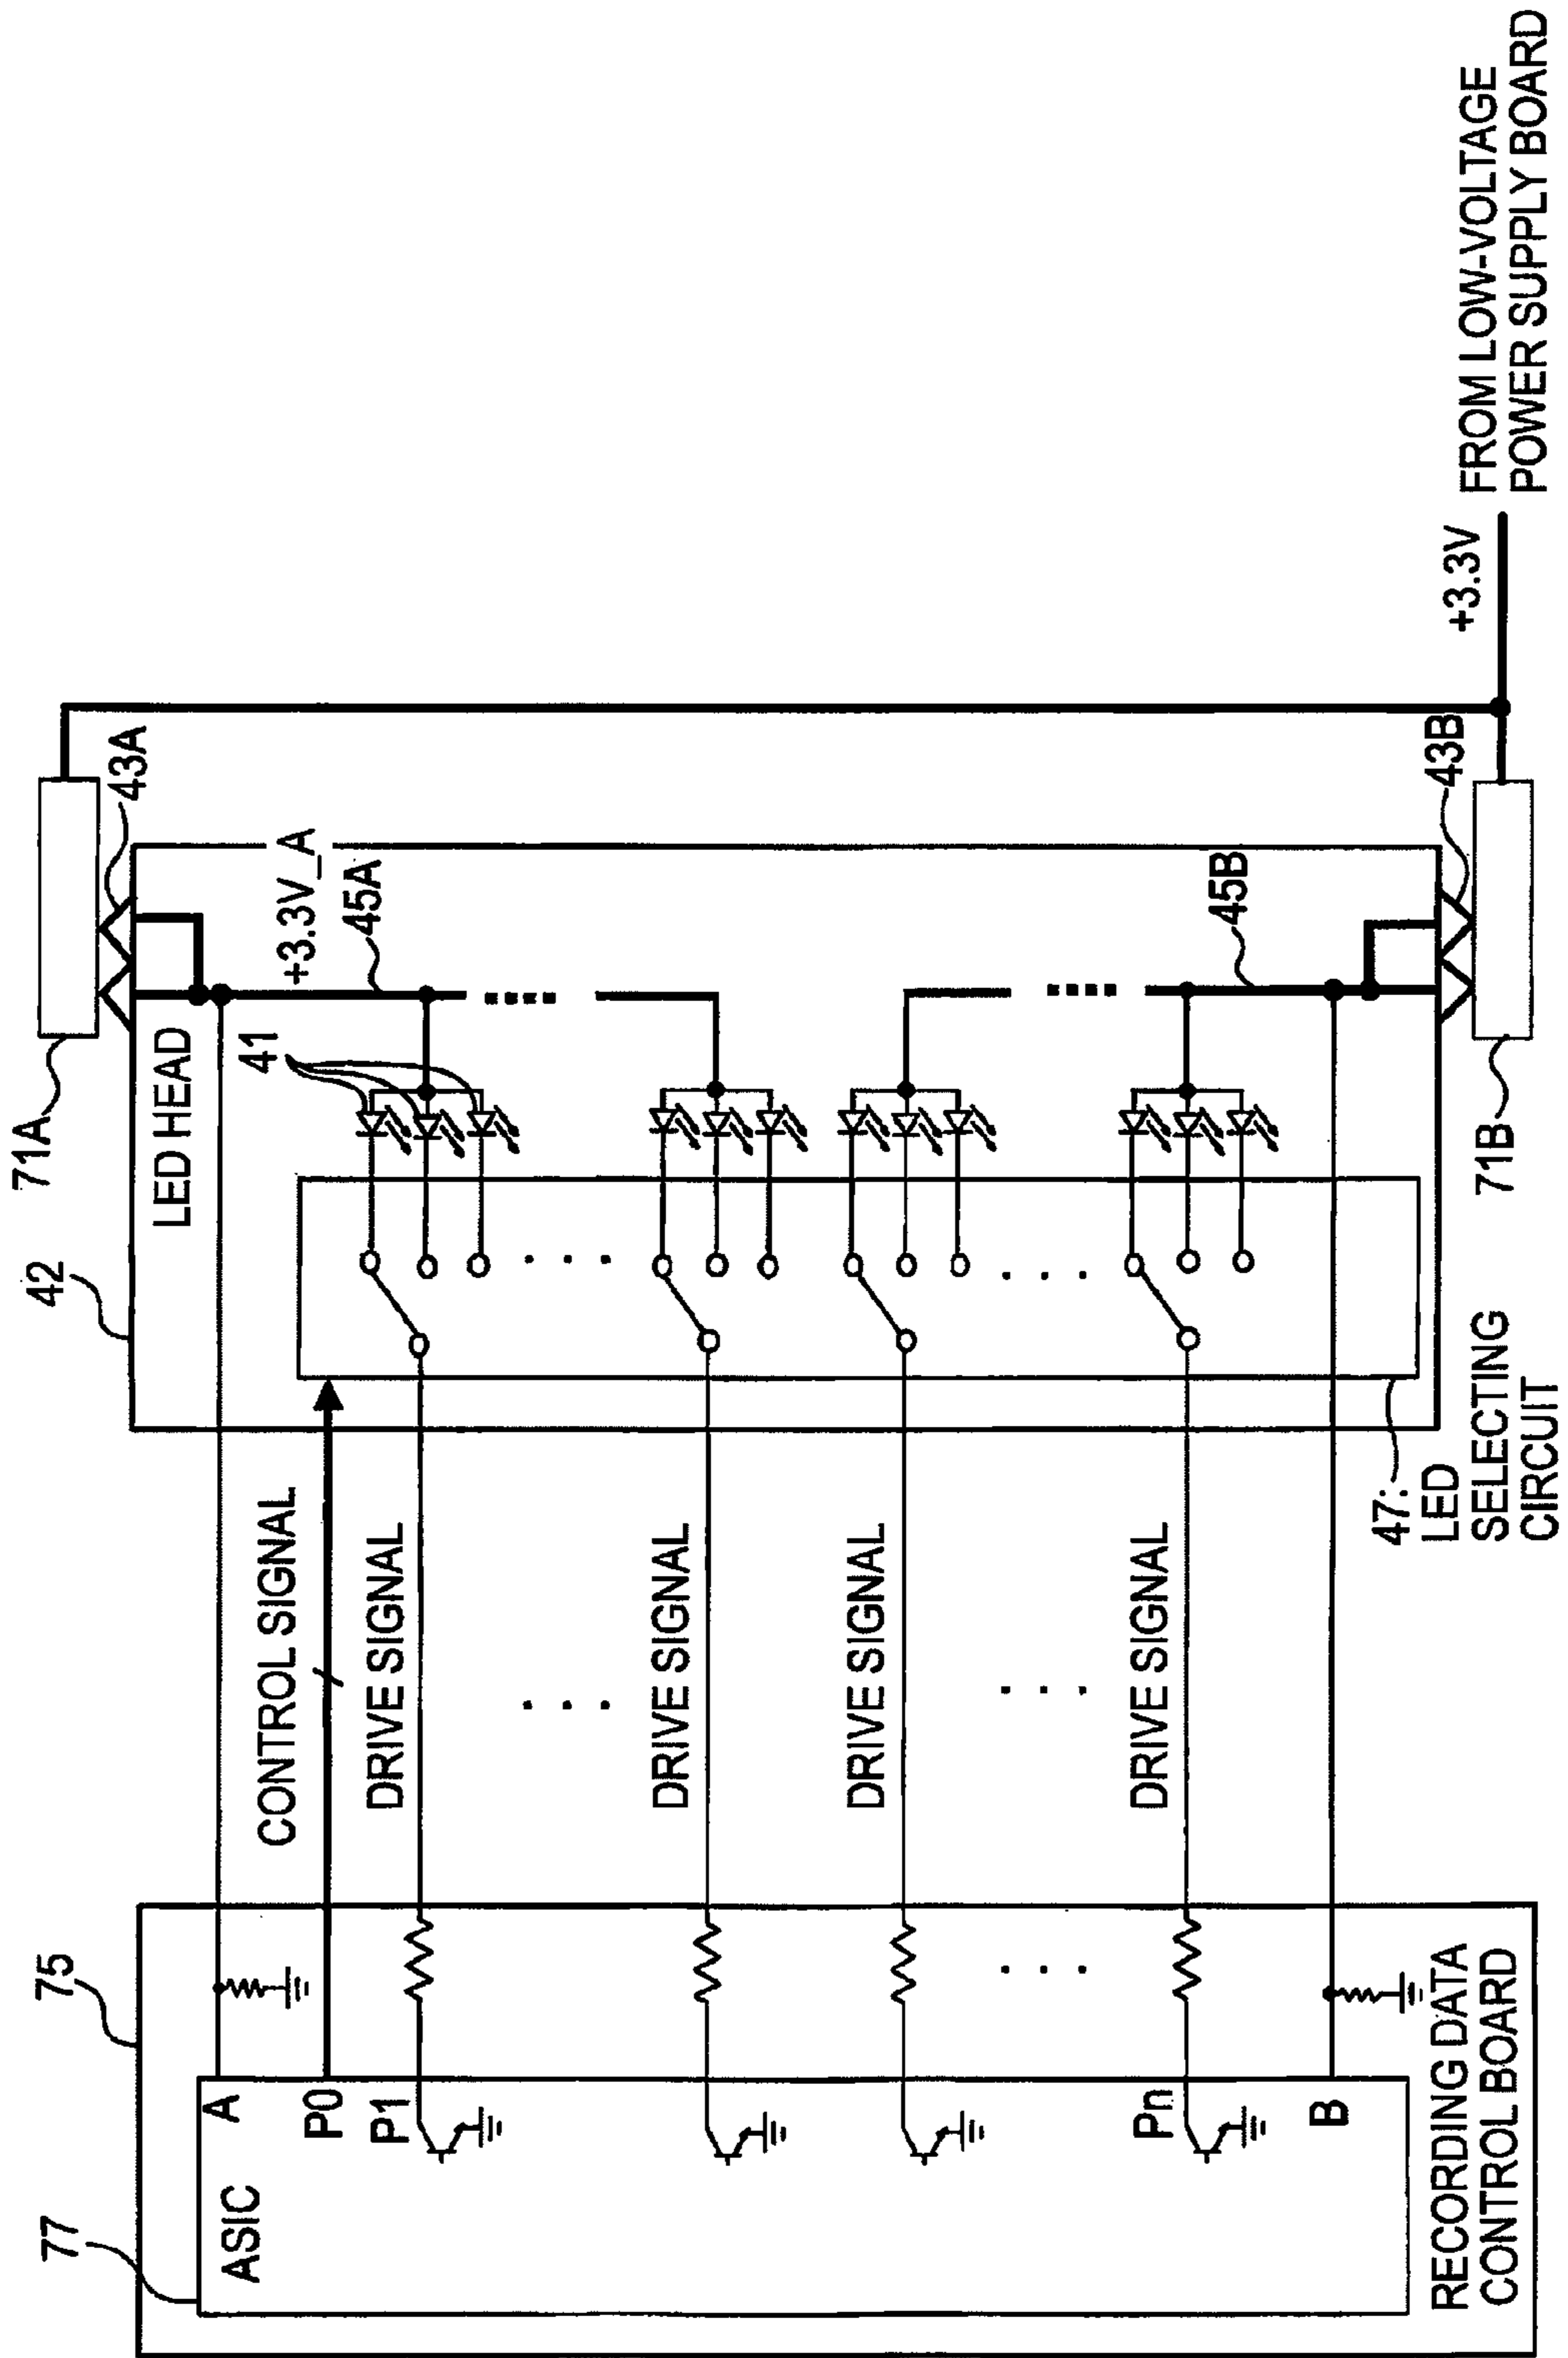 75
77
ASIC
A
P0
P1
Pn
B
RECORDING DATA
CONTROL BOARD
CONTROL SIGNAL
DRIVE SIGNAL
. . .
DRIVE SIGNAL
DRIVE SIGNAL
. . .
DRIVE SIGNAL
42
LED HEAD
41
47:
LED
SELECTING
CIRCUIT
71A
43A
+3.3V_A
45A
45B
43B
71B
+3.3V
FROM LOW-VOLTAGE
POWER SUPPLY BOARD